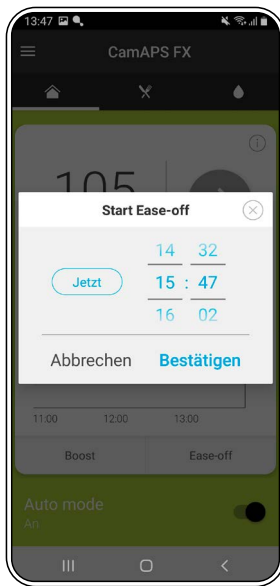 13:47
CamAPS FX
105
Start Ease-off
14 32
Jetzt 15 : 47
16 02
Abbrechen Bestätigen
11:00 12:00 13:00
Boost Ease-off
Auto mode
An